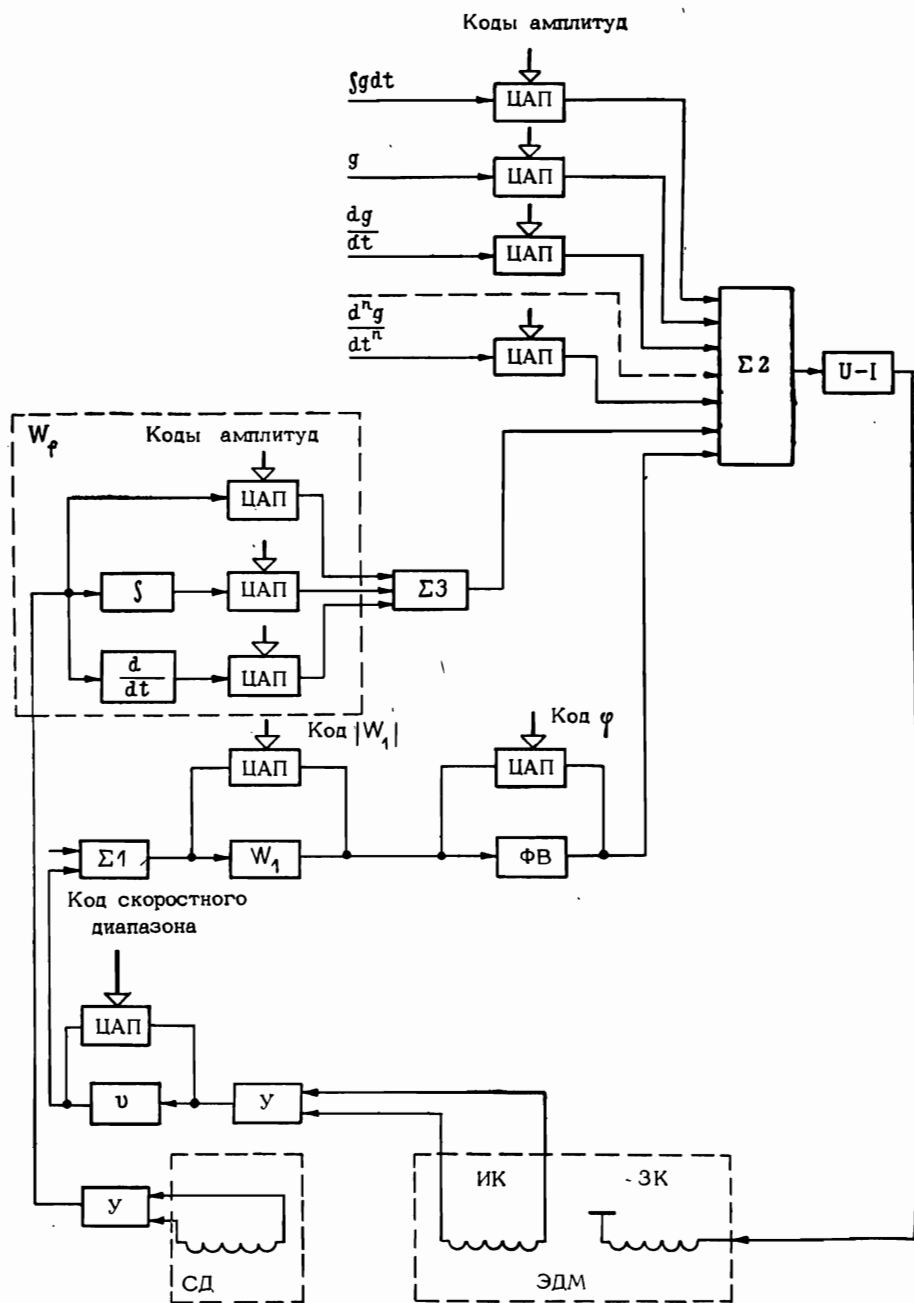 Коды амплитуд
∫gdt
ЦАП
g
ЦАП
dg
dt
ЦАП
dⁿg
dtⁿ
ЦАП
Σ2
U-I
W_f
Коды амплитуд
ЦАП
∫
ЦАП
Σ3
d
dt
ЦАП
Код |W₁|
Код φ
ЦАП
ЦАП
Σ1
W₁
ФВ
Код скоростного
диапазона
ЦАП
υ
У
ИК
ЗК
У
СД
ЭДМ